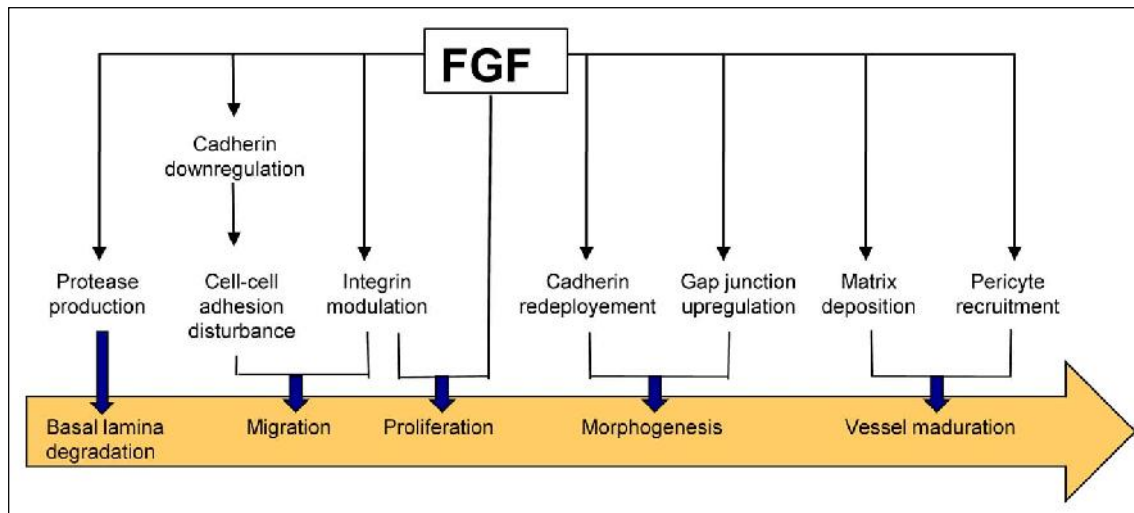 FGF
Cadherin
downregulation
Protease
production
Cell-cell
adhesion
disturbance
Integrin
modulation
Cadherin
redeployement
Gap junction
upregulation
Matrix
deposition
Pericyte
recruitment
Basal lamina
degradation
Migration
Proliferation
Morphogenesis
Vessel maduration